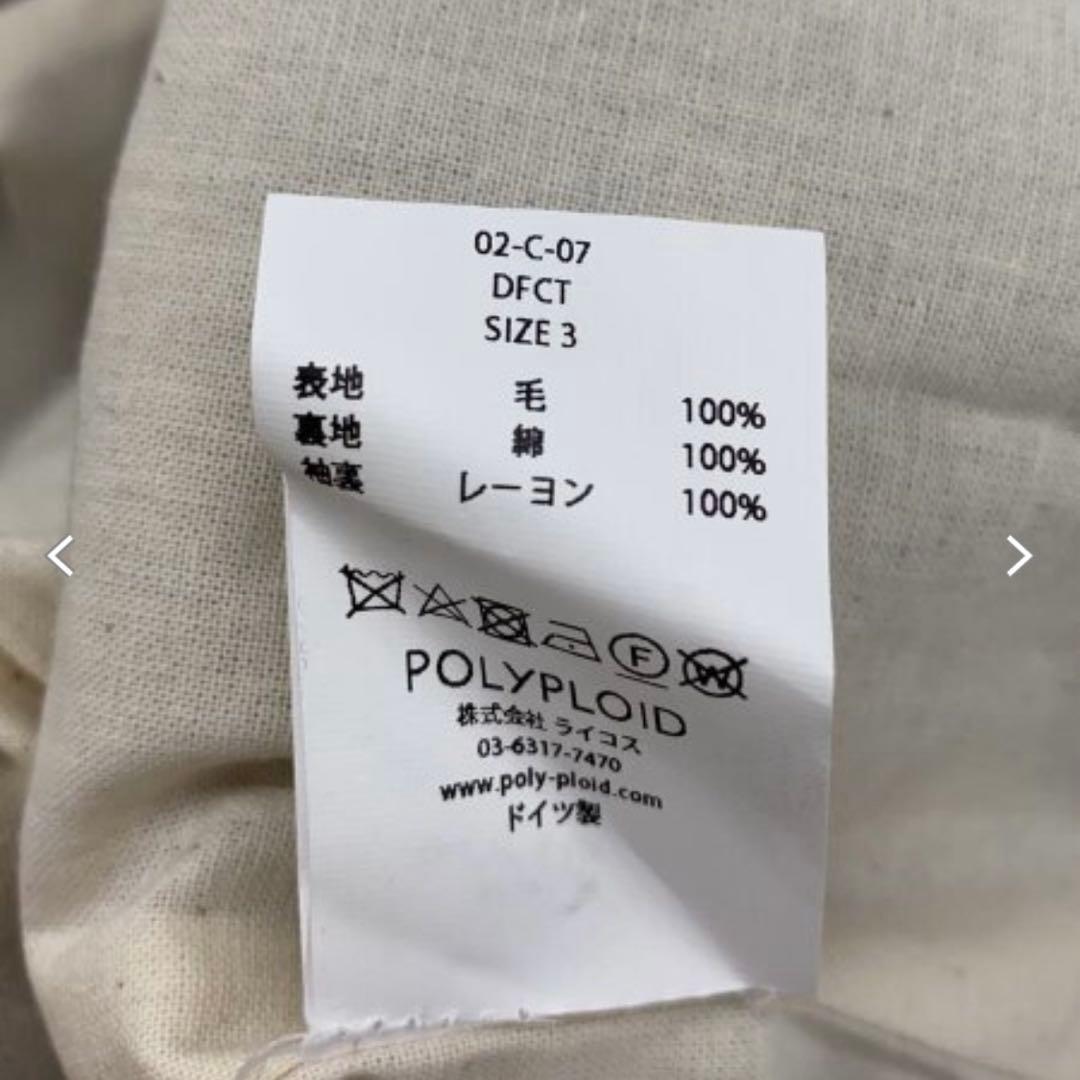 02-C-07
DFCT
SIZE 3
表地 毛 100%
裏地 綿 100%
袖裏 レーヨン 100%
F W
POLYPLOID
株式会社 ライコス
03-6317-7470
www.poly-ploid.com
ドイツ製